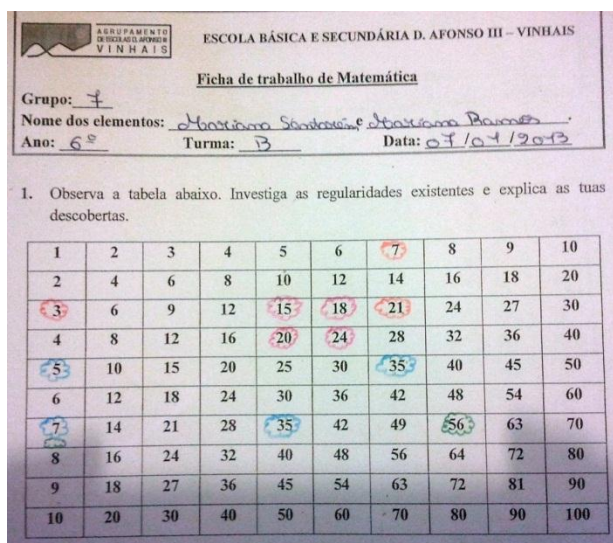 AGRUPAMENTO
DE ESCOLAS D. AFONSO III
VINHAIS
ESCOLA BÁSICA E SECUNDÁRIA D. AFONSO III – VINHAIS
Ficha de trabalho de Matemática
Grupo: 7
Nome dos elementos: Mariana e Mariana
Ano: 6º Turma: B Data: 07/01/2013
1. Observa a tabela abaixo. Investiga as regularidades existentes e explica as tuas
descobertas.
1 2 3 4 5 6 7 8 9 10
2 4 6 8 10 12 14 16 18 20
3 6 9 12 15 18 21 24 27 30
4 8 12 16 20 24 28 32 36 40
5 10 15 20 25 30 35 40 45 50
6 12 18 24 30 36 42 48 54 60
7 14 21 28 35 42 49 56 63 70
8 16 24 32 40 48 56 64 72 80
9 18 27 36 45 54 63 72 81 90
10 20 30 40 50 60 70 80 90 100